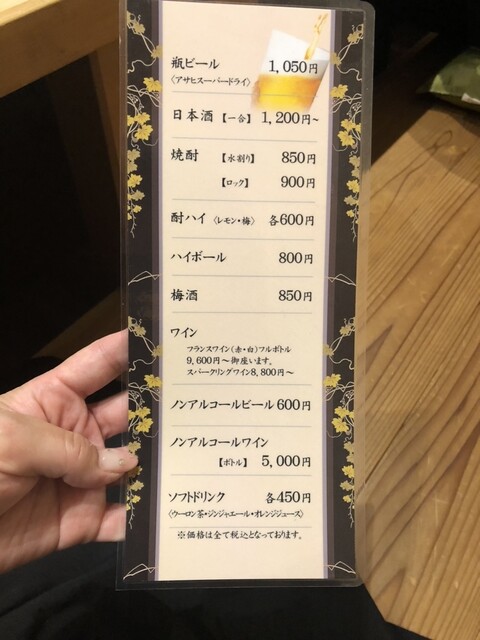 瓶ビール 1,050円
〈アサヒスーパードライ〉
日本酒【一合】1,200円~
焼酎【水割り】850円
【ロック】900円
酎ハイ〈レモン・梅〉各600円
ハイボール 800円
梅酒 850円
ワイン
フランスワイン(赤・白)フルボトル
9,600円~御座います。
スパークリングワイン8,800円~
ノンアルコールビール 600円
ノンアルコールワイン
【ボトル】5,000円
ソフトドリンク 各450円
〈ウーロン茶・ジンジャエール・オレンジジュース〉
※価格は全て税込となっております。